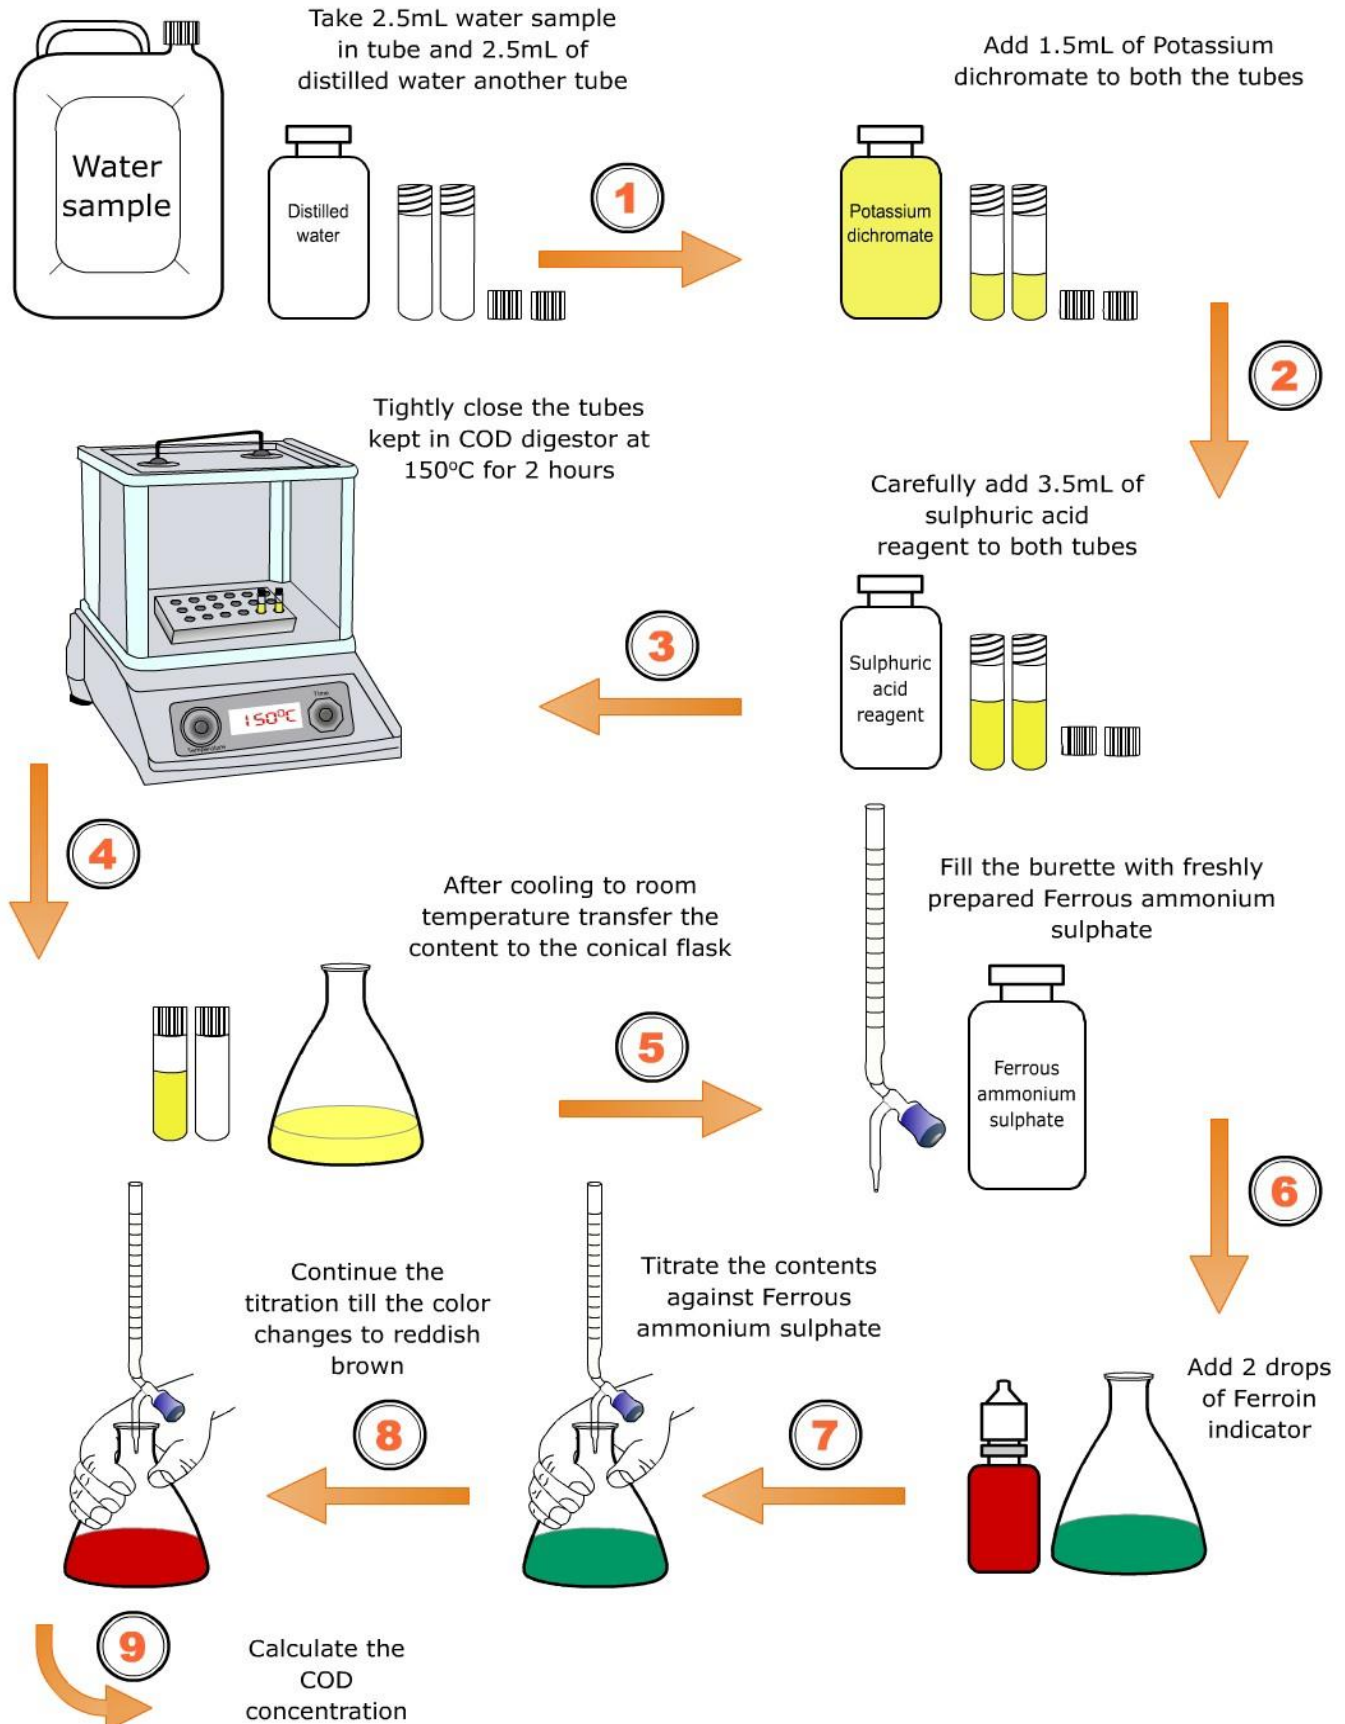 Take 2.5mL water sample
in tube and 2.5mL of
distilled water another tube
Water
sample
Distilled
water
1
Add 1.5mL of Potassium
dichromate to both the tubes
Potassium
dichromate
2
Carefully add 3.5mL of
sulphuric acid
reagent to both tubes
Sulphuric
acid
reagent
3
Tightly close the tubes
kept in COD digestor at
150°C for 2 hours
Time
150°C
Temperature
4
After cooling to room
temperature transfer the
content to the conical flask
5
Fill the burette with freshly
prepared Ferrous ammonium
sulphate
Ferrous
ammonium
sulphate
6
Add 2 drops
of Ferroin
indicator
7
Titrate the contents
against Ferrous
ammonium sulphate
8
Continue the
titration till the color
changes to reddish
brown
9
Calculate the
COD
concentration